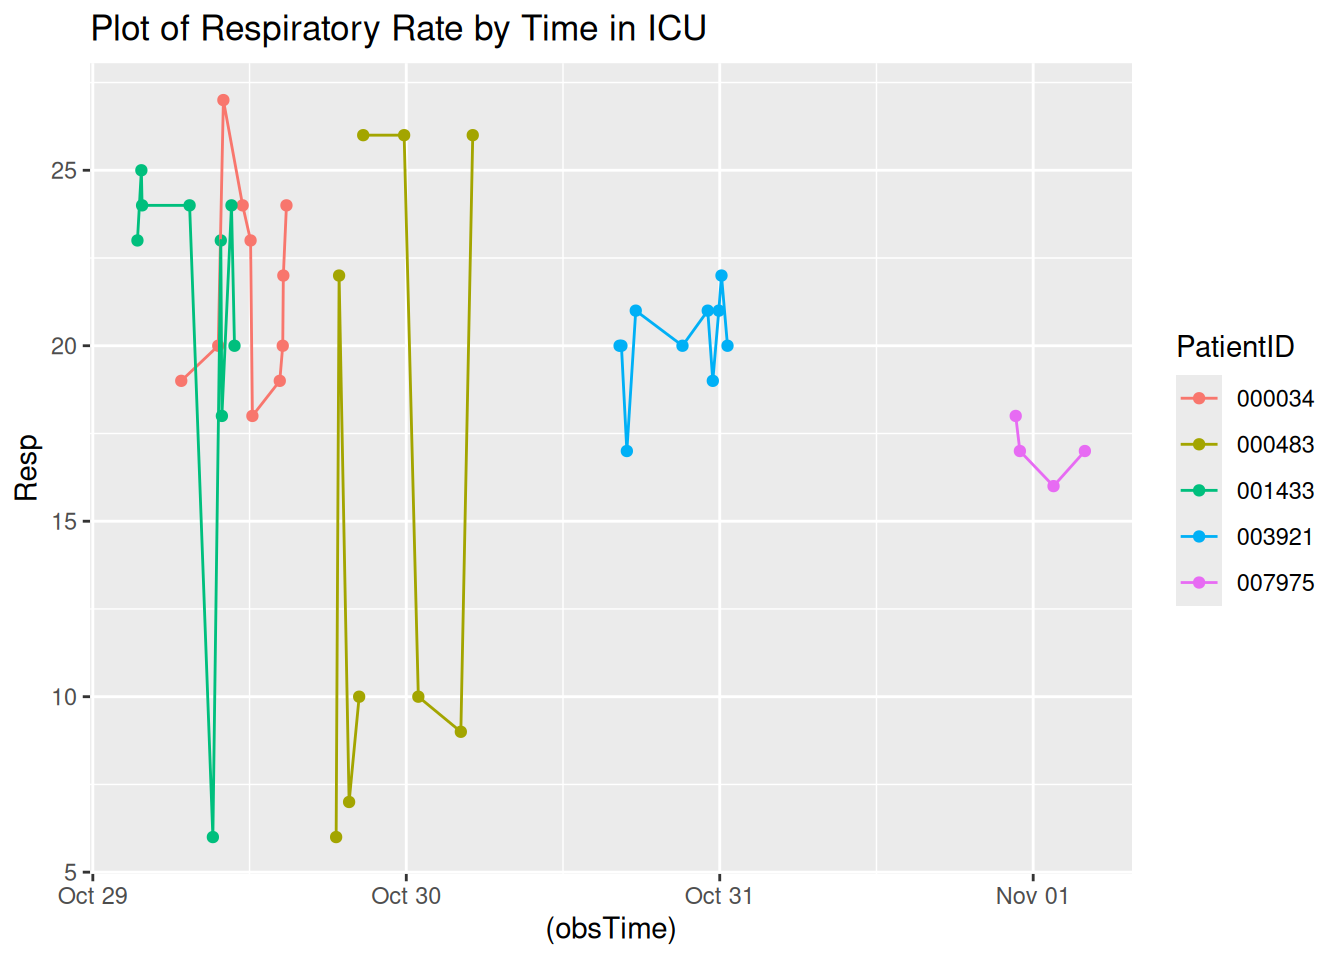 Plot of Respiratory Rate by Time in ICU
Resp
25
20
15
10
5
Oct 29
Oct 30
Oct 31
Nov 01
(obsTime)
PatientID
000034
000483
001433
003921
007975